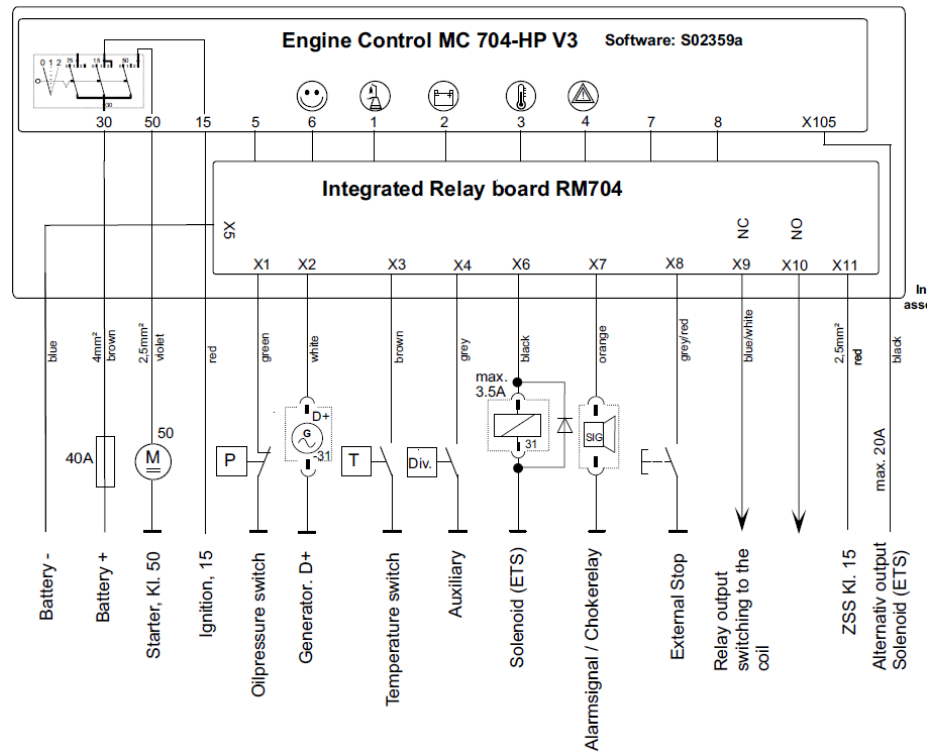 Engine Control MC 704-HP V3 Software: S02359a
0 1 2
75 15 50
30
30 50 15 5 6 1 2 3 4 7 8 X105
Integrated Relay board RM704
X5
NC
NO
X1 X2 X3 X4 X6 X7 X8 X9 X10 X11
In
asso
blue
4mm²
brown
2,5mm²
violet
red
green
white
brown
grey
black
orange
grey/red
blue/white
2,5mm²
red
black
max.
3.5A
40A
50
M
P
D+
G
-31
T
Div.
31
SIG
max. 20A
Battery -
Battery +
Starter, Kl. 50
Ignition, 15
Oilpressure switch
Generator. D+
Temperature switch
Auxiliary
Solenoid (ETS)
Alarmsignal / Chokerelay
External Stop
Relay output
switching to the
coil
ZSS Kl. 15
Alternativ output
Solenoid (ETS)